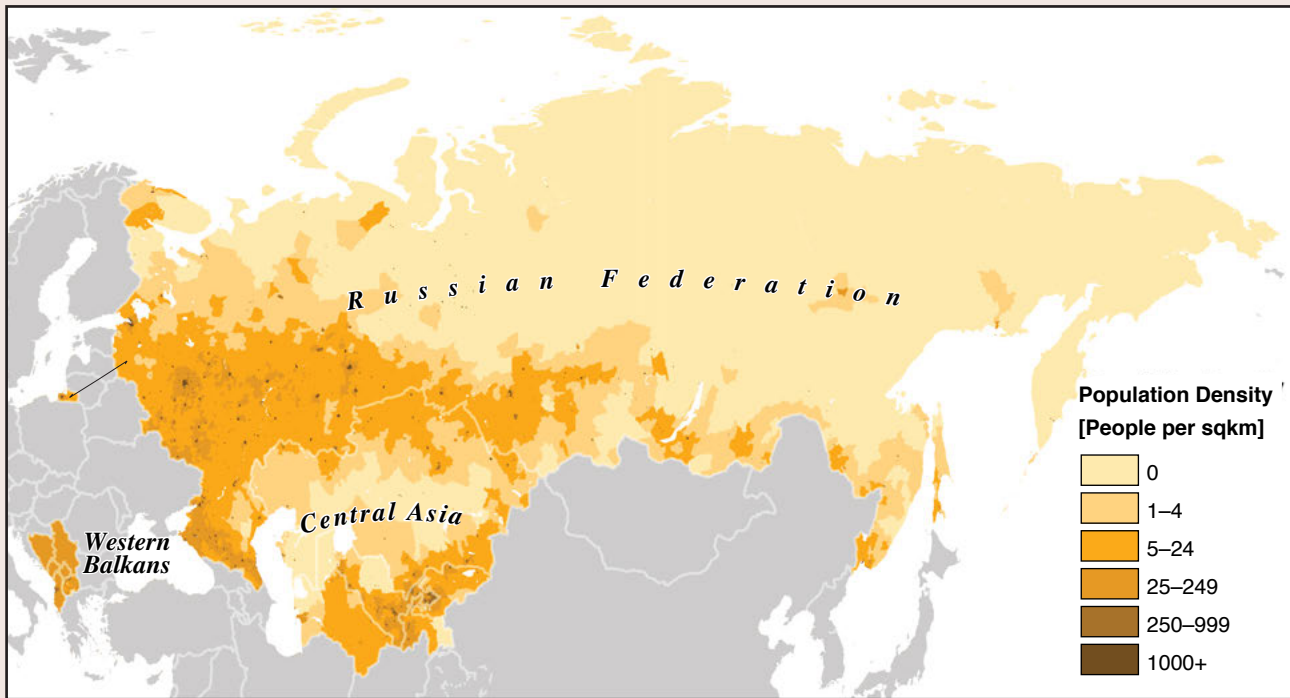 Russian Federation
Central Asia
Western
Balkans
Population Density
[People per sqkm]
0
1–4
5–24
25–249
250–999
1000+